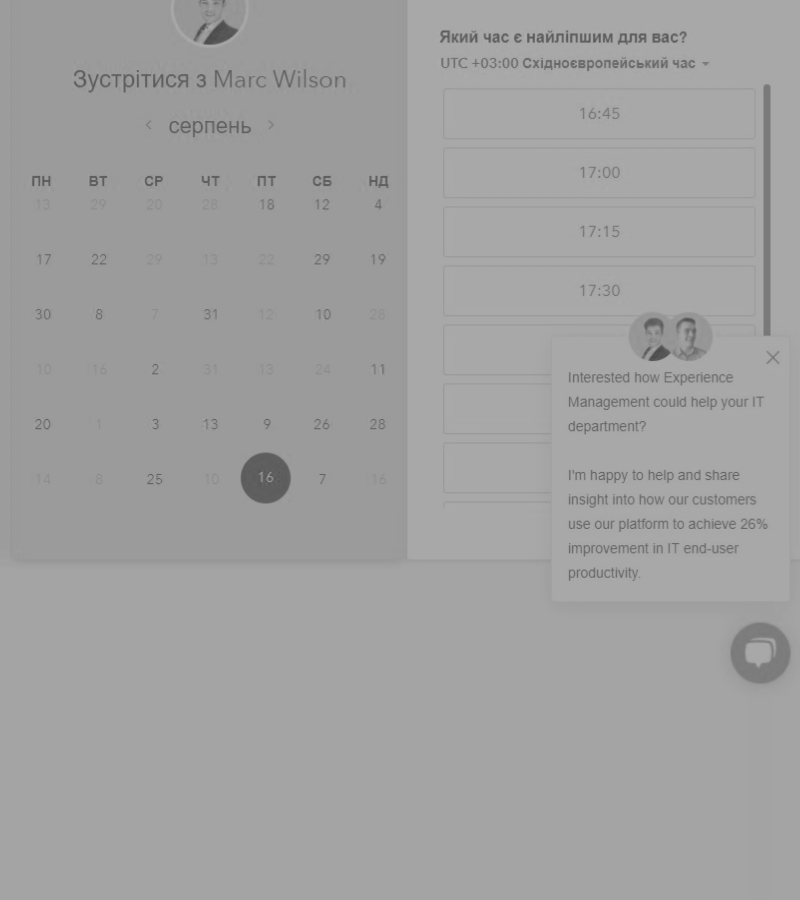 Зустрітися з Marc Wilson
серпень
ПН ВТ СР ЧТ ПТ СБ НД
13 29 20 28 18 12 4
17 22 29 13 22 29 19
30 8 7 31 12 10 28
10 16 2 31 13 24 11
20 1 3 13 9 26 28
14 8 25 10 16 7 16
Який час є найліпшим для вас?
UTC +03:00 Східноєвропейський час
16:45
17:00
17:15
17:30
Interested how Experience
Management could help your IT
department?
I'm happy to help and share
insight into how our customers
use our platform to achieve 26%
improvement in IT end-user
productivity.